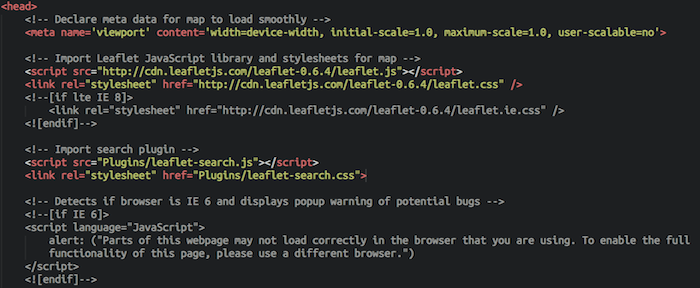 <head>
<!-- Declare meta data for map to load smoothly -->
<meta name='viewport' content='width=device-width, initial-scale=1.0, maximum-scale=1.0, user-scalable=no'>
<!-- Import Leaflet JavaScript library and stylesheets for map -->
<script src="http://cdn.leafletjs.com/leaflet-0.6.4/leaflet.js"></script>
<link rel="stylesheet" href="http://cdn.leafletjs.com/leaflet-0.6.4/leaflet.css" />
<!--[if lte IE 8]>
<link rel="stylesheet" href="http://cdn.leafletjs.com/leaflet-0.6.4/leaflet.ie.css" />
<![endif]-->
<!-- Import search plugin -->
<script src="Plugins/leaflet-search.js"></script>
<link rel="stylesheet" href="Plugins/leaflet-search.css">
<!-- Detects if browser is IE 6 and displays popup warning of potential bugs -->
<!--[if IE 6]>
<script language="JavaScript">
alert: ("Parts of this webpage may not load correctly in the browser that you are using. To enable the full
functionality of this page, please use a different browser.")
</script>
<![endif]-->